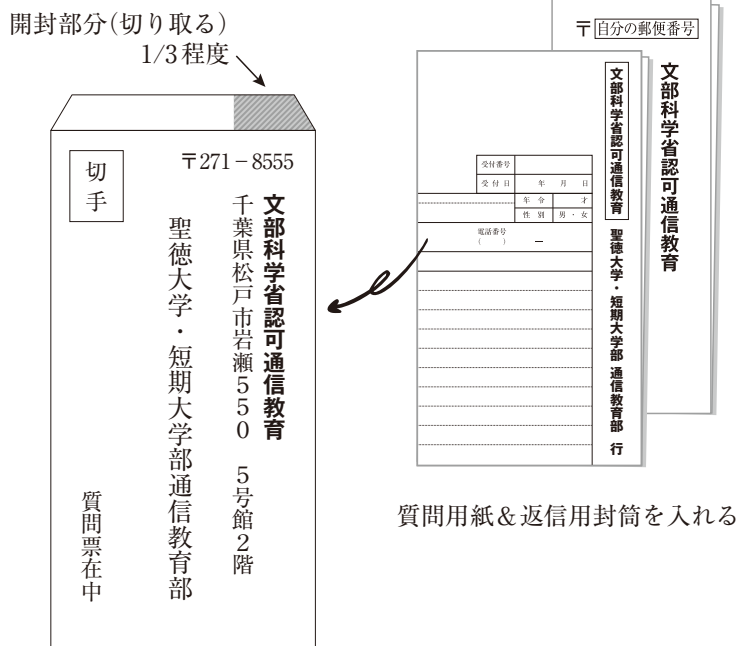 開封部分(切り取る)
1/3程度
切手
〒271−8555
文部科学省認可通信教育
千葉県松戸市岩瀬550 5号館2階
聖徳大学・短期大学部通信教育部
質問票在中
〒自分の郵便番号
文部科学省認可通信教育
文部科学省認可通信教育 聖徳大学・短期大学部 通信教育部 行
受付番号
受付日 年 月 日
年令 才
性別 男・女
電話番号
( ) −
質問用紙&返信用封筒を入れる